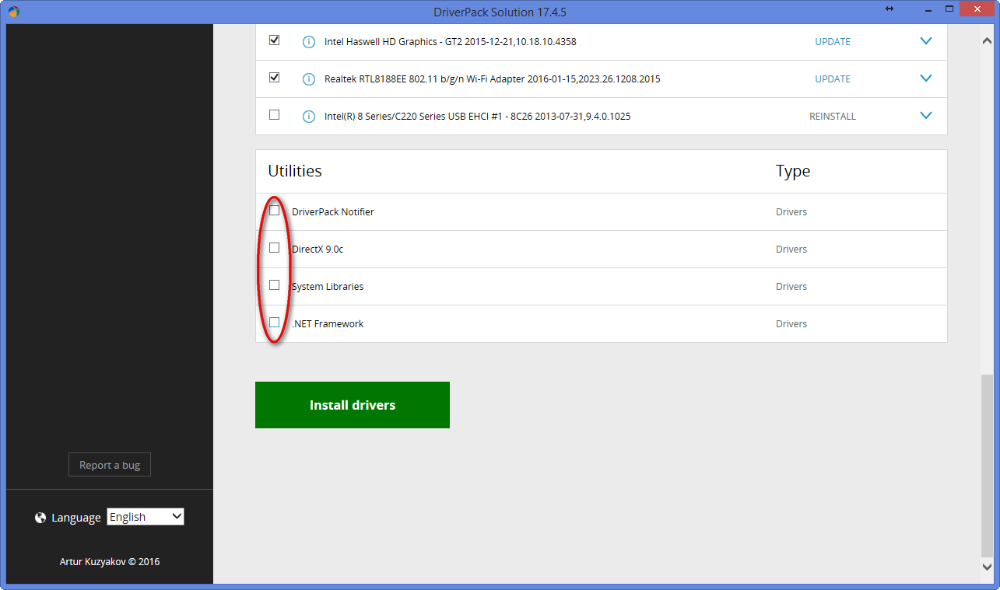 DriverPack Solution 17.4.5
Intel Haswell HD Graphics - GT2 2015-12-21,10.18.10.4358 UPDATE
Realtek RTL8188EE 802.11 b/g/n Wi-Fi Adapter 2016-01-15,2023.26.1208.2015 UPDATE
Intel(R) 8 Series/C220 Series USB EHCI #1 - 8C26 2013-07-31,9.4.0.1025 REINSTALL
Utilities Type
DriverPack Notifier Drivers
DirectX 9.0c Drivers
System Libraries Drivers
.NET Framework Drivers
Install drivers
Report a bug
Language English
Artur Kuzyakov © 2016